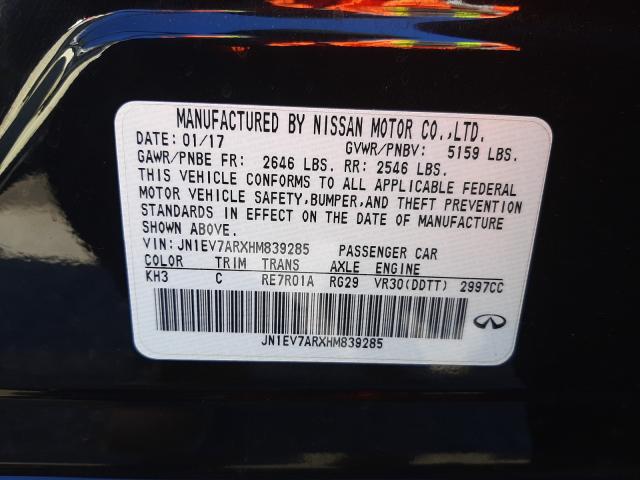 MANUFACTURED BY NISSAN MOTOR CO.,LTD.
DATE: 01/17 GVWR/PNBV: 5159 LBS.
GAWR/PNBE FR: 2646 LBS. RR: 2546 LBS.
THIS VEHICLE CONFORMS TO ALL APPLICABLE FEDERAL
MOTOR VEHICLE SAFETY,BUMPER,AND THEFT PREVENTION
STANDARDS IN EFFECT ON THE DATE OF MANUFACTURE
SHOWN ABOVE.
VIN: JN1EV7ARXHM839285 PASSENGER CAR
COLOR TRIM TRANS AXLE ENGINE
KH3 C RE7R01A RG29 VR30(DDTT) 2997CC
JN1EV7ARXHM839285